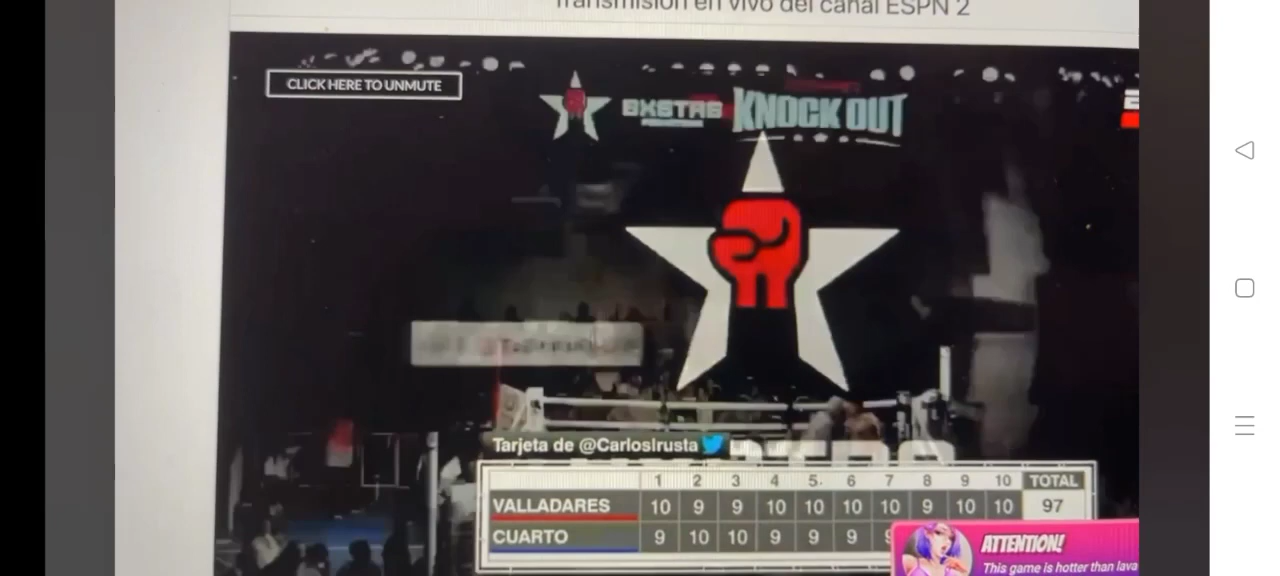 Transmisión en vivo del canal ESPN 2
CLICK HERE TO UNMUTE
BXSTRS KNOCK OUT
Tarjeta de @CarlosIrusta
1 2 3 4 5 6 7 8 9 10 TOTAL
VALLADARES 10 9 9 10 10 10 10 9 10 10 97
CUARTO 9 10 10 9 9 9
ATTENTION!
This game is hotter than lava